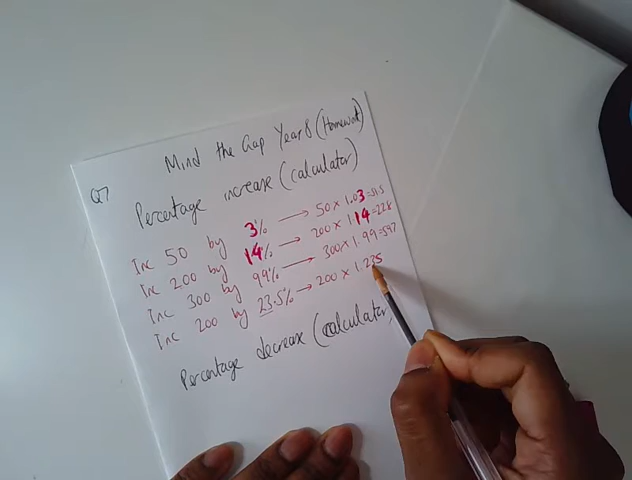 Mind the Gap Year 8 (Homework)
Q7
Percentage increase (calculator)
Inc 50 by 3% → 50 × 1.03 = 51.5
Inc 200 by 14% → 200 × 1.14 = 228
Inc 300 by 99% → 300 × 1.99 = 597
Inc 200 by 23.5% → 200 × 1.235
Percentage decrease (calculator)